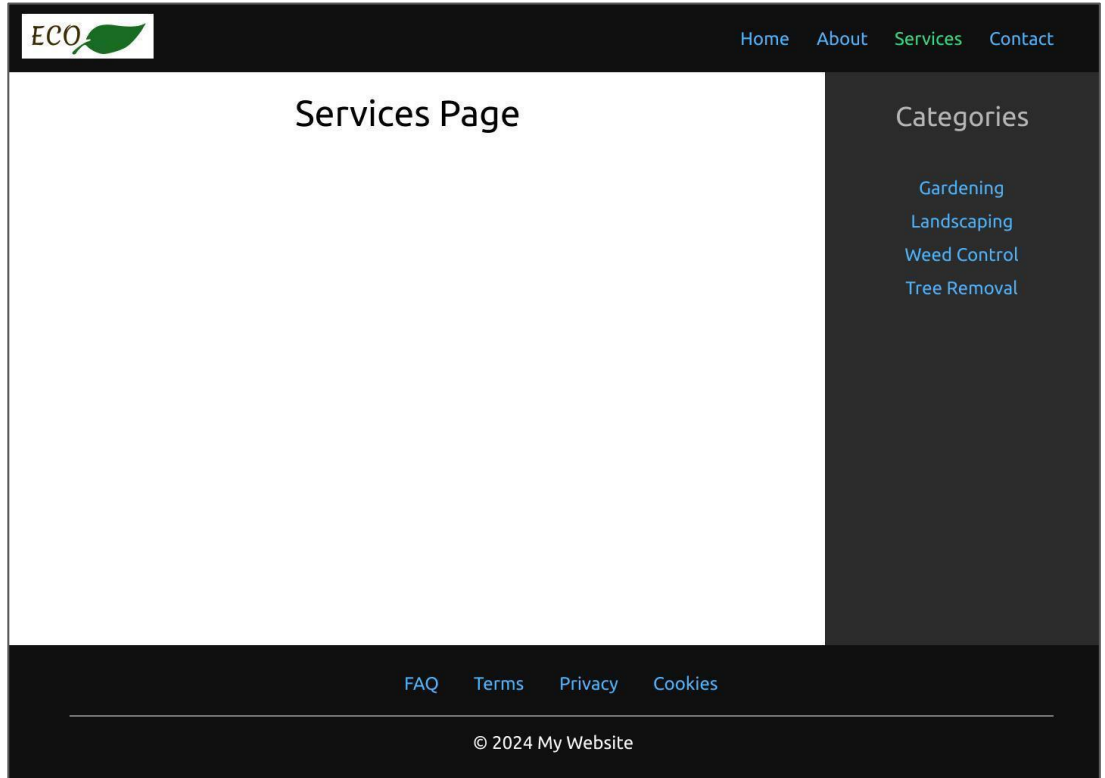 ECO
Home About Services Contact
Services Page
Categories
Gardening
Landscaping
Weed Control
Tree Removal
FAQ Terms Privacy Cookies
© 2024 My Website